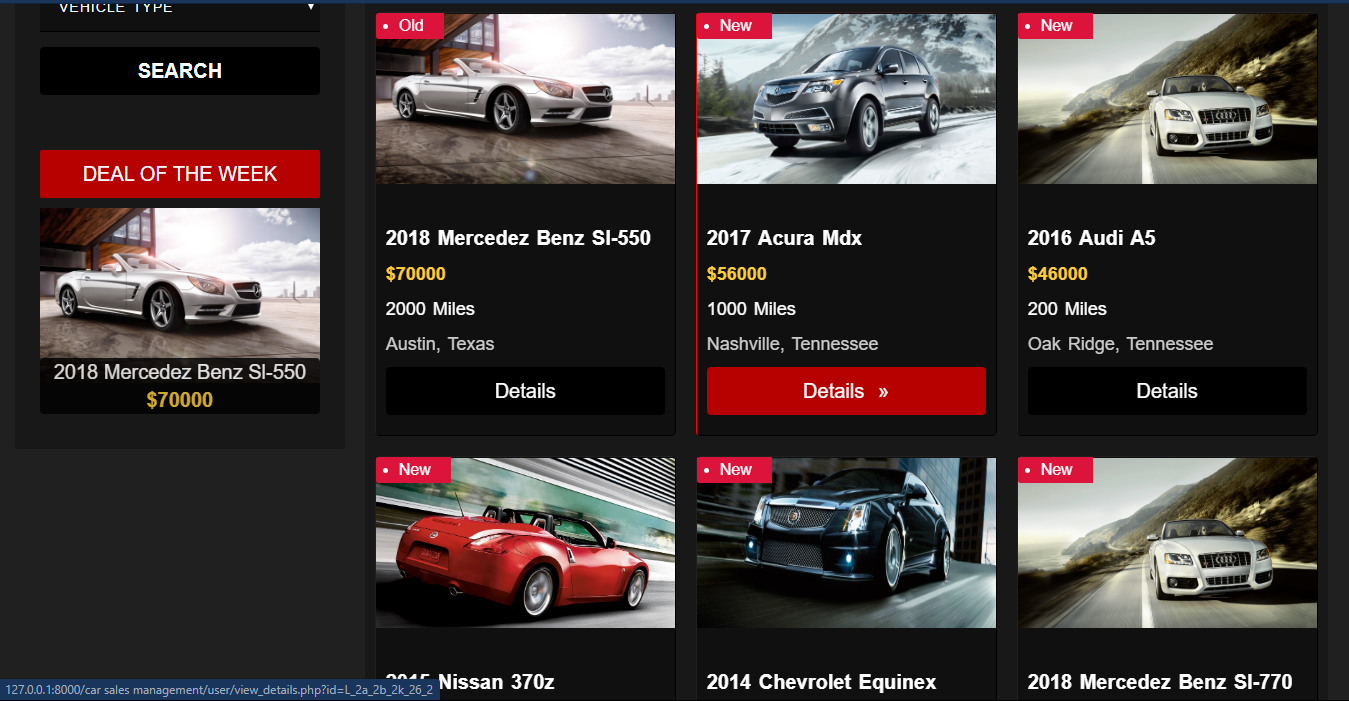 VEHICLE TYPE
SEARCH
DEAL OF THE WEEK
2018 Mercedez Benz Sl-550
$70000
• Old
2018 Mercedez Benz Sl-550
$70000
2000 Miles
Austin, Texas
Details
• New
2017 Acura Mdx
$56000
1000 Miles
Nashville, Tennessee
Details »
• New
2016 Audi A5
$46000
200 Miles
Oak Ridge, Tennessee
Details
• New
2015 Nissan 370z
• New
2014 Chevrolet Equinex
• New
2018 Mercedez Benz Sl-770
127.0.0.1:8000/car sales management/user/view_details.php?id=L_2a_2b_2k_26_2